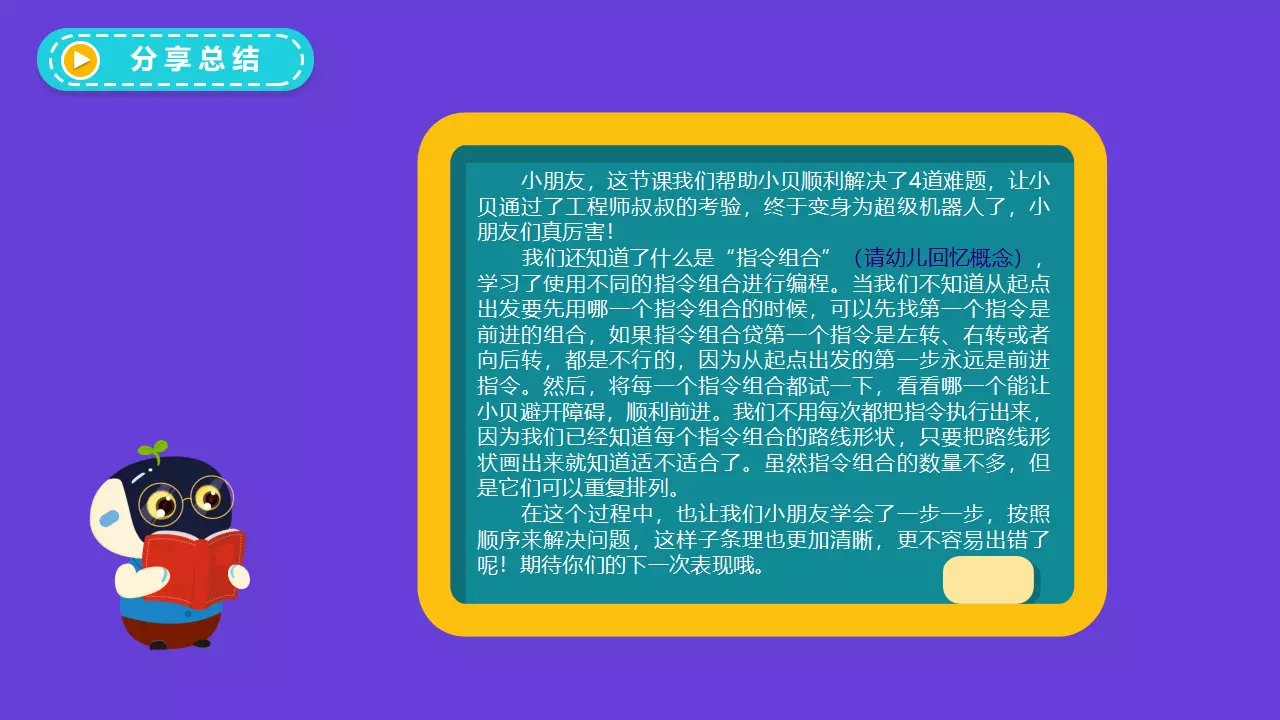 分享总结
小朋友，这节课我们帮助小贝顺利解决了4道难题，让小
贝通过了工程师叔叔的考验，终于变身为超级机器人了，小
朋友们真厉害！
我们还知道了什么是“指令组合”（请幼儿回忆概念），
学习了使用不同的指令组合进行编程。当我们不知道从起点
出发要先用哪一个指令组合的时候，可以先找第一个指令是
前进的组合，如果指令组合贷第一个指令是左转、右转或者
向后转，都是不行的，因为从起点出发的第一步永远是前进
指令。然后，将每一个指令组合都试一下，看看哪一个能让
小贝避开障碍，顺利前进。我们不用每次都把指令执行出来，
因为我们已经知道每个指令组合的路线形状，只要把路线形
状画出来就知道适不适合了。虽然指令组合的数量不多，但
是它们可以重复排列。
在这个过程中，也让我们小朋友学会了一步一步，按照
顺序来解决问题，这样子条理也更加清晰，更不容易出错了
呢！期待你们的下一次表现哦。